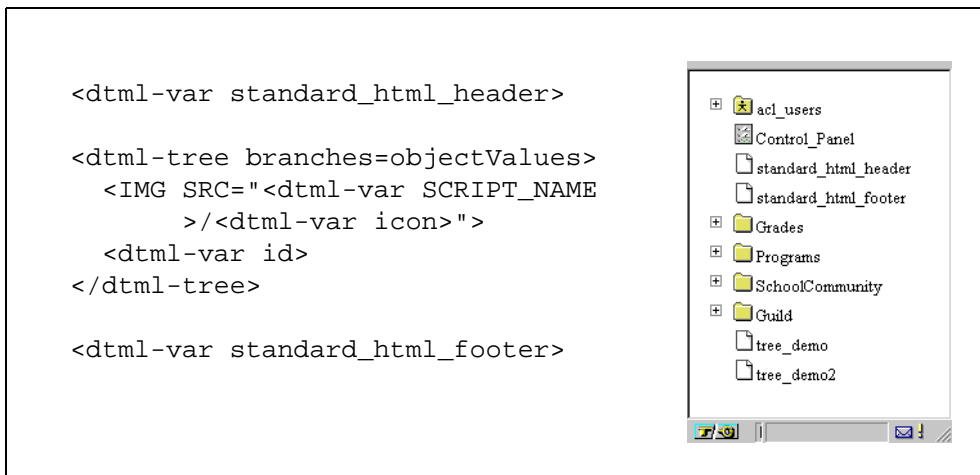 <dtml-var standard_html_header>
<dtml-tree branches=objectValues>
<IMG SRC="<dtml-var SCRIPT_NAME
>/<dtml-var icon>">
<dtml-var id>
</dtml-tree>
<dtml-var standard_html_footer>
acl_users
Control_Panel
standard_html_header
standard_html_footer
Grades
Programs
SchoolCommunity
Guild
tree_demo
tree_demo2